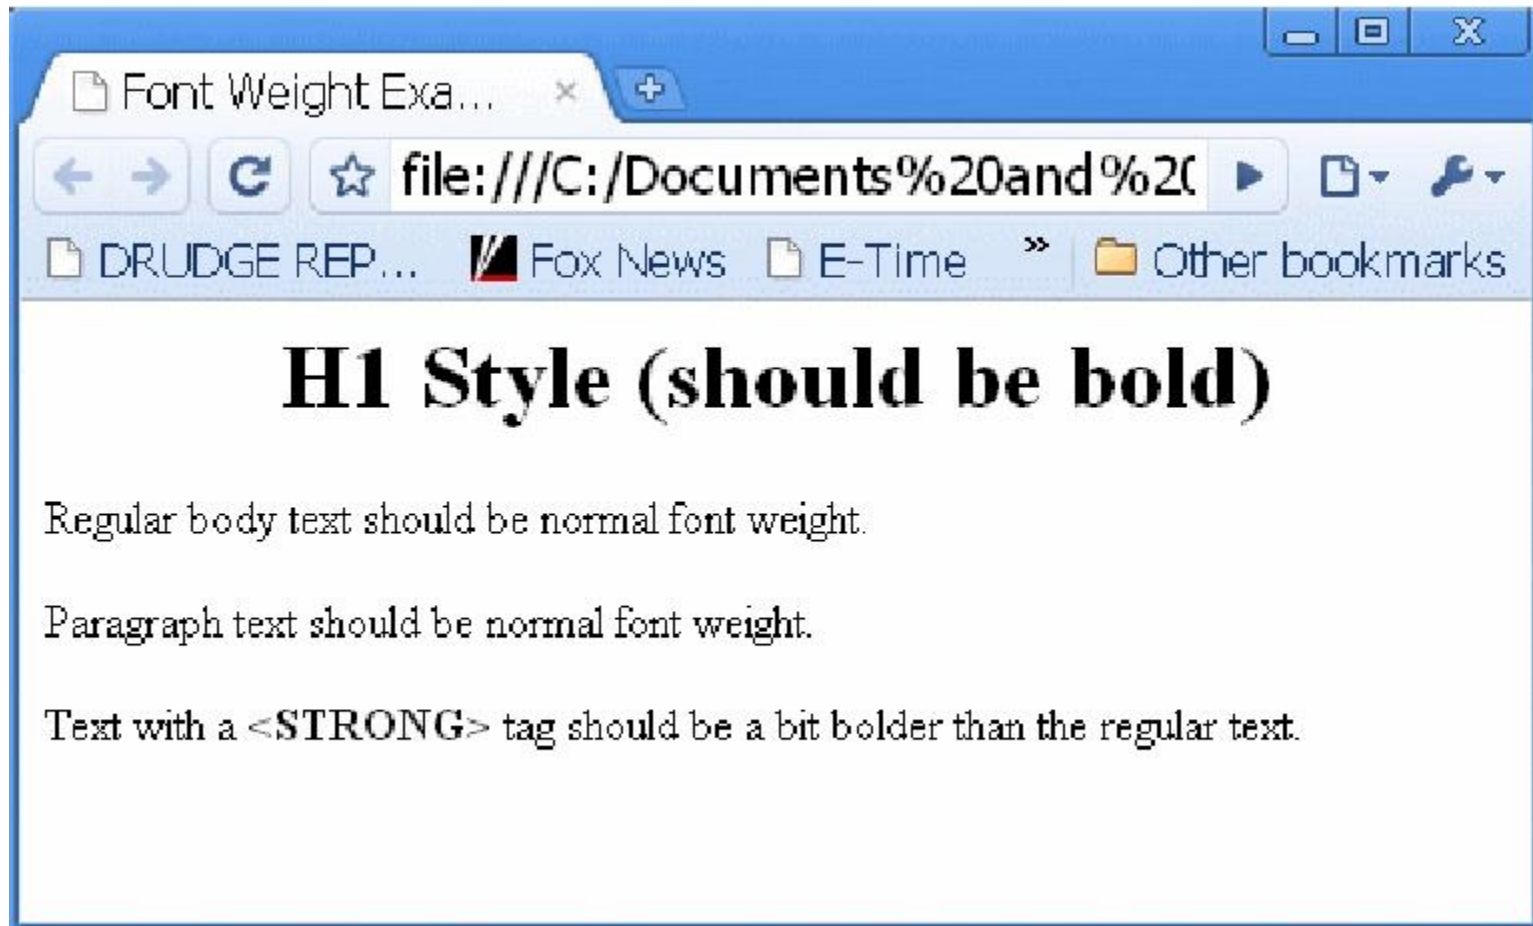 Font Weight Exa...
file:///C:/Documents%20and%20
DRUDGE REP... Fox News E-Time » Other bookmarks
H1 Style (should be bold)
Regular body text should be normal font weight.
Paragraph text should be normal font weight.
Text with a <STRONG> tag should be a bit bolder than the regular text.